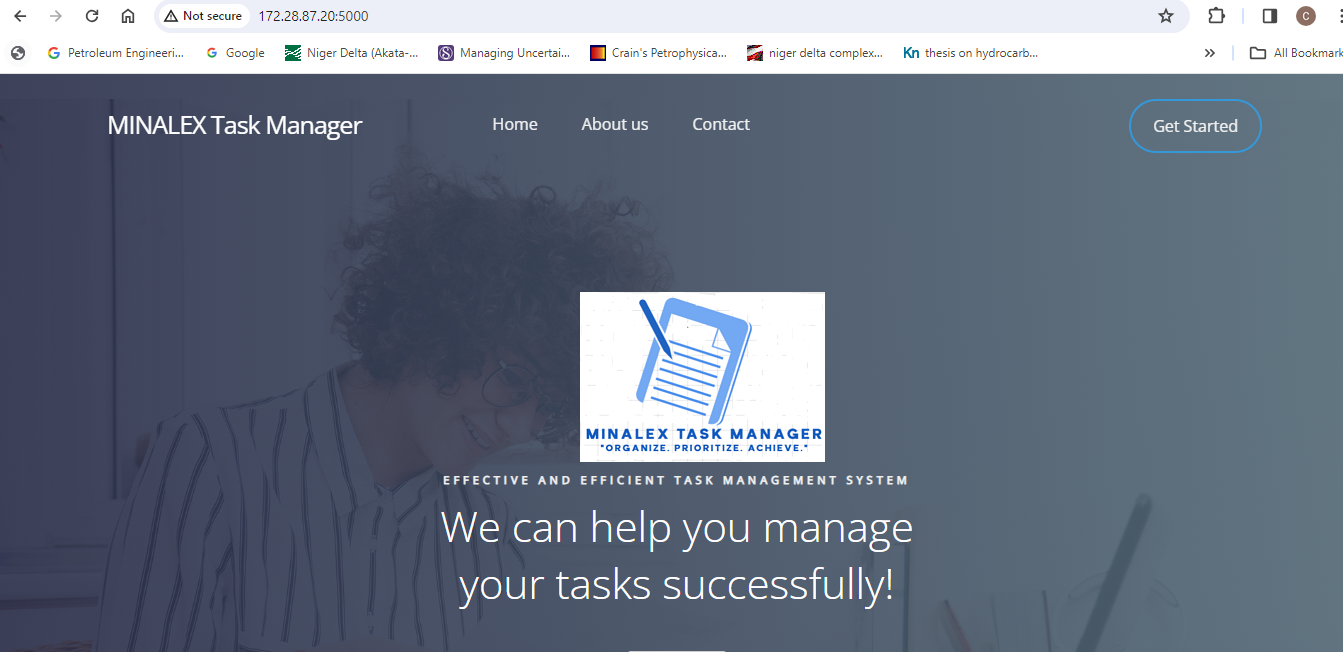 Not secure 172.28.87.20:5000 C
Petroleum Engineeri... Google Niger Delta (Akata-... Managing Uncertai... Crain's Petrophysica... niger delta complex... Kn thesis on hydrocarb... » All Bookmark
MINALEX Task Manager Home About us Contact Get Started
MINALEX TASK MANAGER
"ORGANIZE. PRIORITIZE. ACHIEVE."
EFFECTIVE AND EFFICIENT TASK MANAGEMENT SYSTEM
We can help you manage
your tasks successfully!